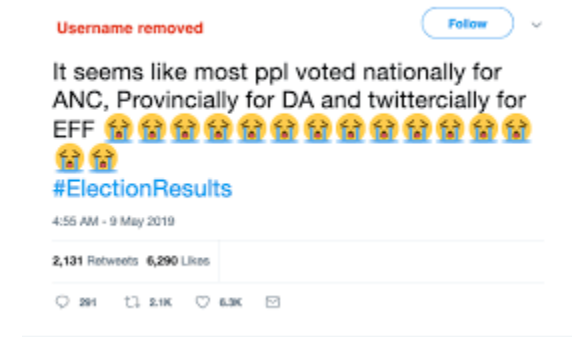 Username removed
Follow
It seems like most ppl voted nationally for
ANC, Provincially for DA and twittercially for
EFF 😭😭😭😭😭😭😭😭😭😭😭😭😭
😭😭
#ElectionResults
4:55 AM - 9 May 2019
2,131 Retweets 6,290 Likes
291 2.1K 6.3K